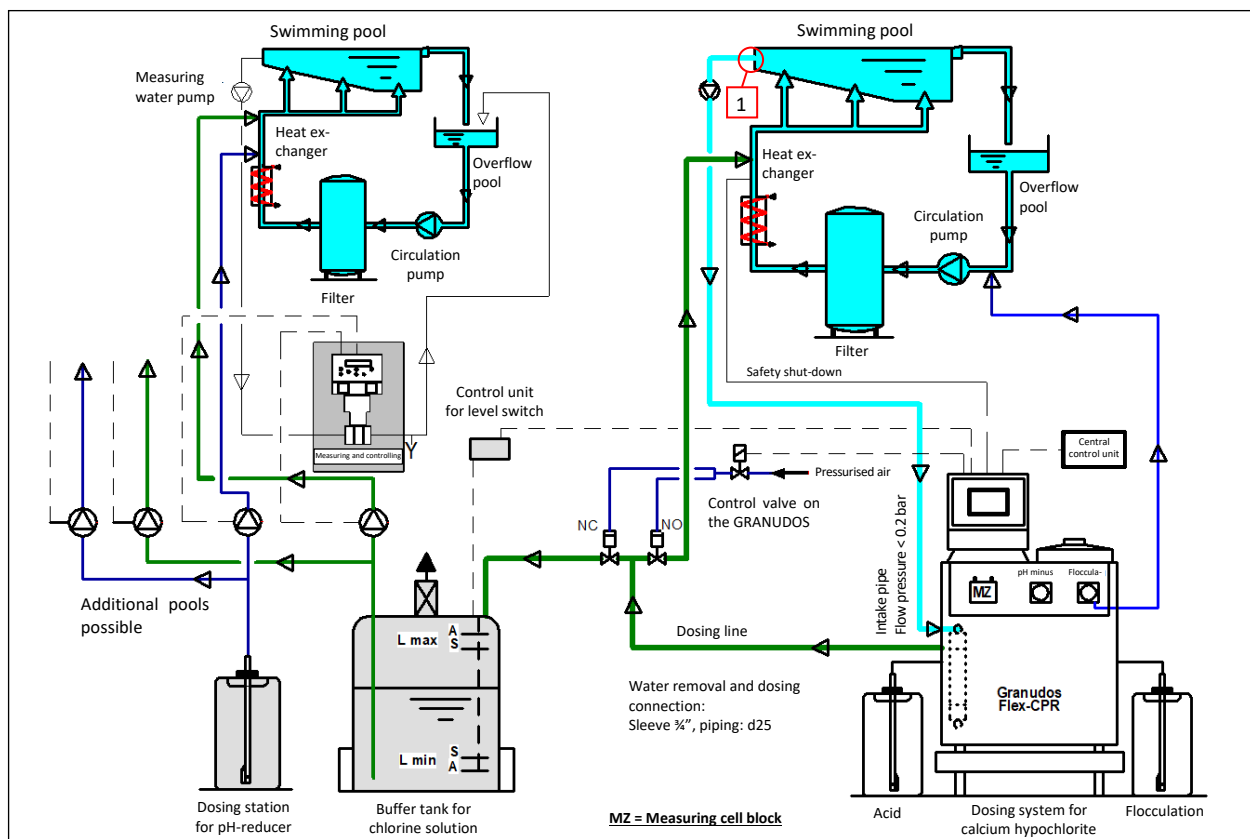 Swimming pool
Swimming pool
Measuring
water pump
1
Heat ex-
changer
Overflow
pool
Circulation
pump
Filter
Heat ex-
changer
Overflow
pool
Circulation
pump
Filter
Safety shut-down
Control unit
for level switch
Measuring and controlling
Y
Central
control unit
Pressurised air
Control valve on
the GRANUDOS
NC
NO
Intake pipe
Flow pressure < 0.2 bar
MZ
pH minus
Floccula-
Additional pools
possible
L max
A
S
L min
S
A
Dosing line
Water removal and dosing
connection:
Sleeve ¾”, piping: d25
Granudos
Flex-CPR
Dosing station
for pH-reducer
Buffer tank for
chlorine solution
MZ = Measuring cell block
Acid
Dosing system for
calcium hypochlorite
Flocculation